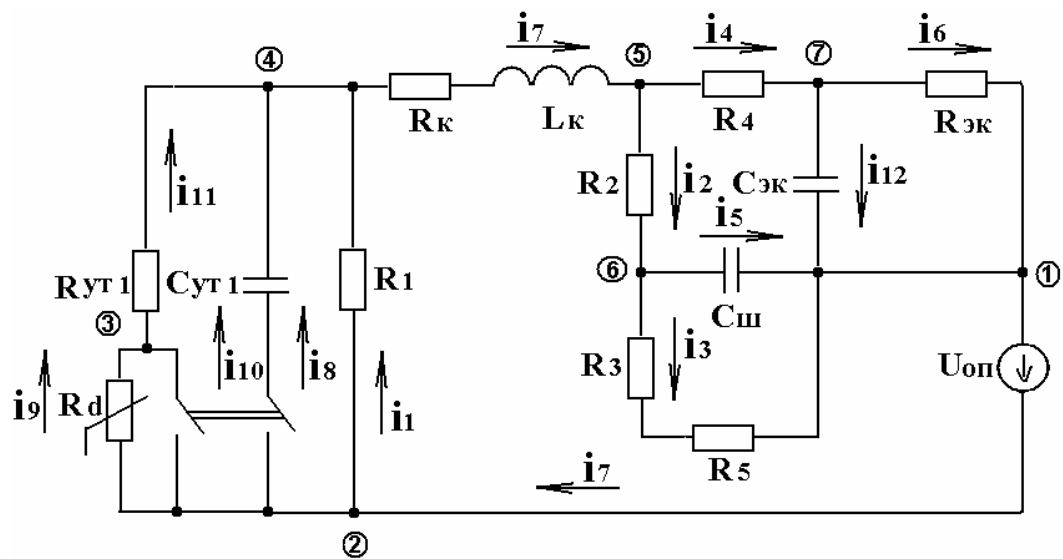 i7 i4 i6
④ ⑤ ⑦
Rк Lк R4 Rэк
i11 R2 i2 Cэк i12
i5
Rут 1 Cут 1 R1 ⑥ ①
③ Cш
i10 i8 R3 i3 Uоп
i9 Rd i1
R5
i7
②